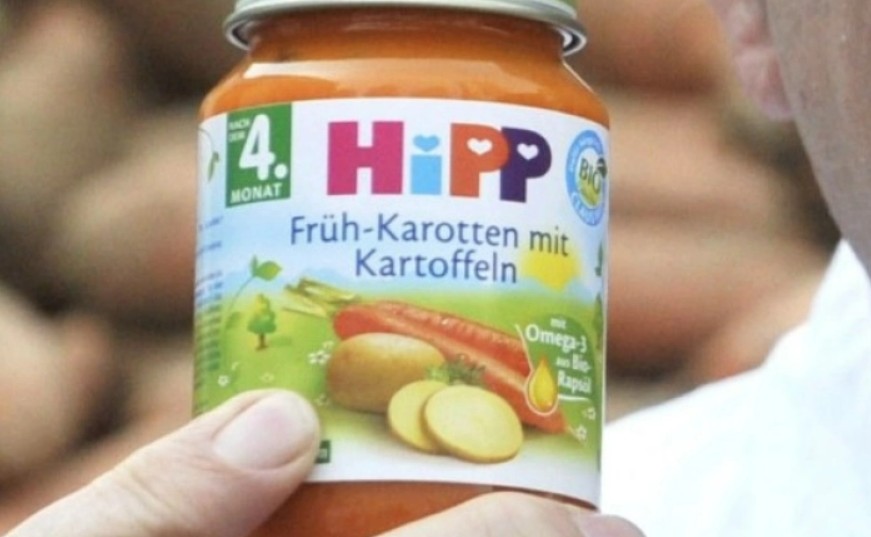 NACH
DEM
4.
MONAT
HiPP
BIO
Früh-Karotten mit
Kartoffeln
mit
Omega-3
aus Bio-
Rapsöl